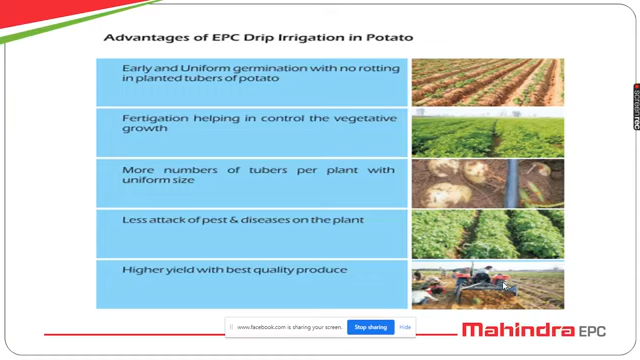 Advantages of EPC Drip Irrigation in Potato
Early and Uniform germination with no rotting
in planted tubers of potato
Fertigation helping in control the vegetative
growth
More numbers of tubers per plant with
uniform size
Less attack of pest & diseases on the plant
Higher yield with best quality produce
SCREEN REC
www.facebook.com is sharing your screen.
Stop sharing
Hide
Mahindra EPC